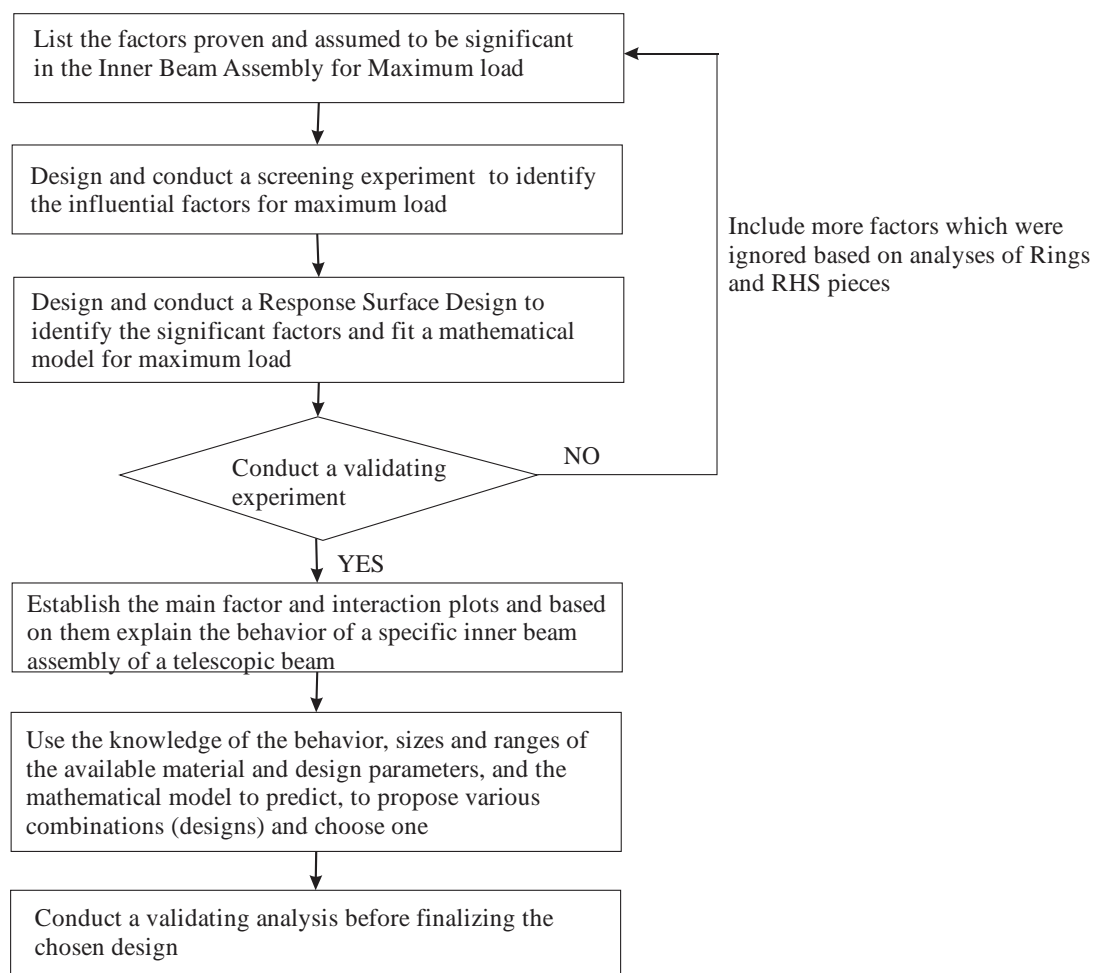 List the factors proven and assumed to be significant
in the Inner Beam Assembly for Maximum load
Design and conduct a screening experiment to identify
the influential factors for maximum load
Include more factors which were
ignored based on analyses of Rings
and RHS pieces
Design and conduct a Response Surface Design to
identify the significant factors and fit a mathematical
model for maximum load
Conduct a validating
experiment
NO
YES
Establish the main factor and interaction plots and based
on them explain the behavior of a specific inner beam
assembly of a telescopic beam
Use the knowledge of the behavior, sizes and ranges of
the available material and design parameters, and the
mathematical model to predict, to propose various
combinations (designs) and choose one
Conduct a validating analysis before finalizing the
chosen design